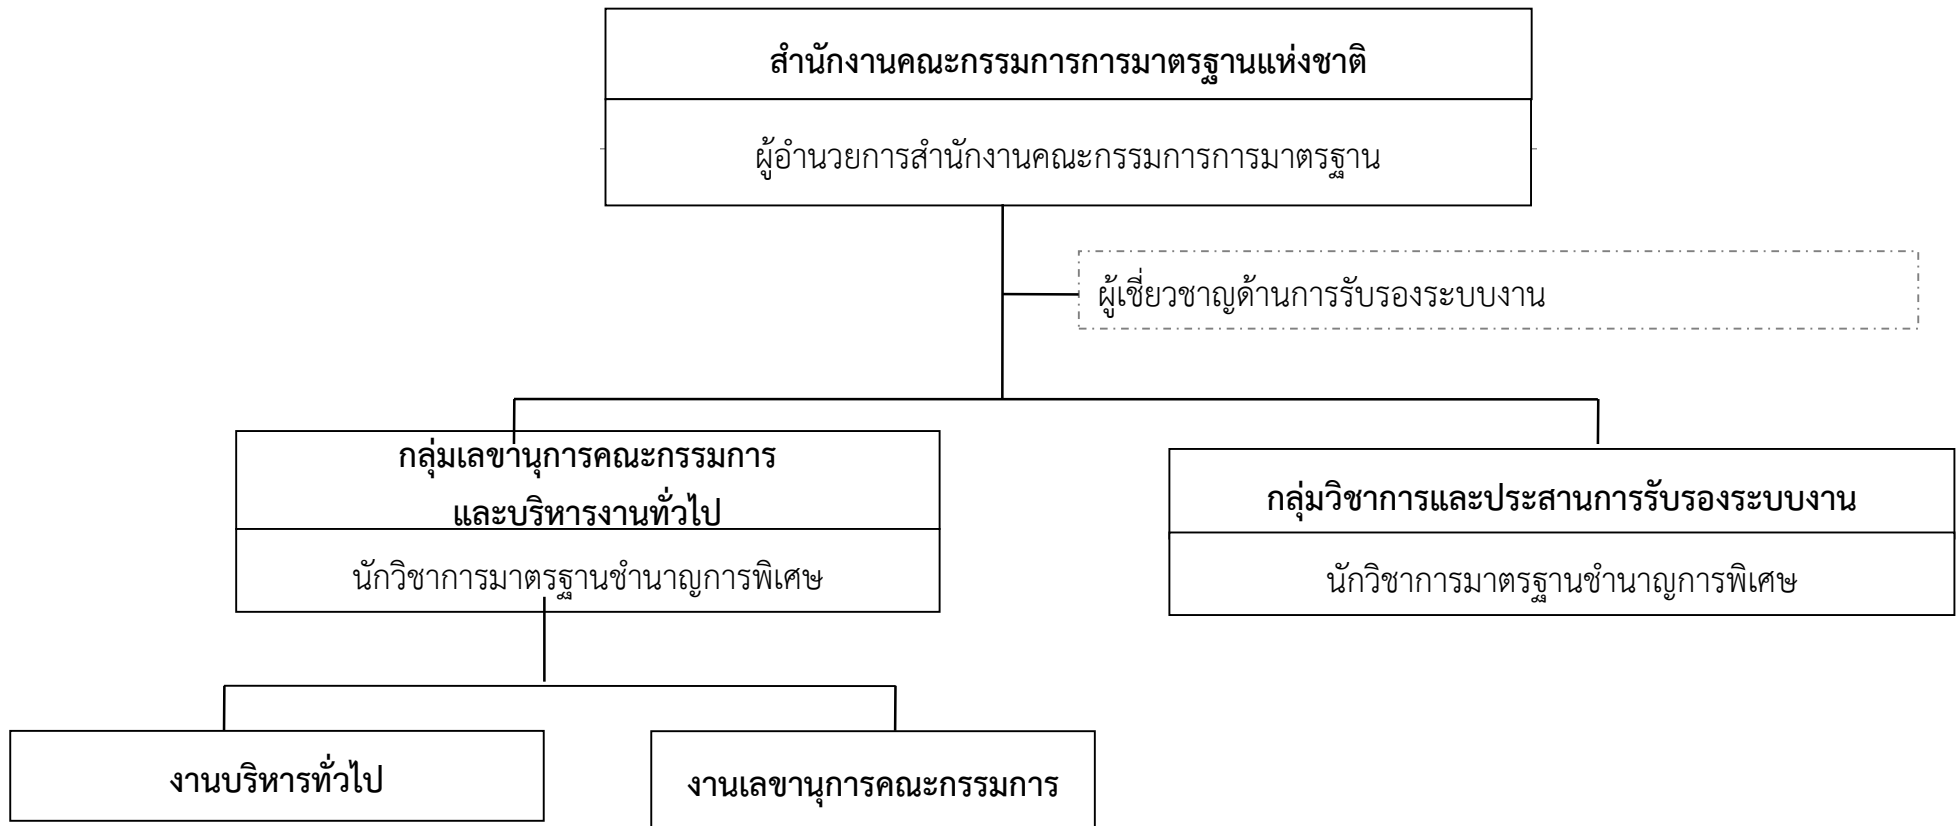 สำนักงานคณะกรรมการการมาตรฐานแห่งชาติ
ผู้อำนวยการสำนักงานคณะกรรมการการมาตรฐาน
ผู้เชี่ยวชาญด้านการรับรองระบบงาน
กลุ่มเลขานุการคณะกรรมการ
และบริหารงานทั่วไป
นักวิชาการมาตรฐานชำนาญการพิเศษ
กลุ่มวิชาการและประสานการรับรองระบบงาน
นักวิชาการมาตรฐานชำนาญการพิเศษ
งานบริหารทั่วไป
งานเลขานุการคณะกรรมการ